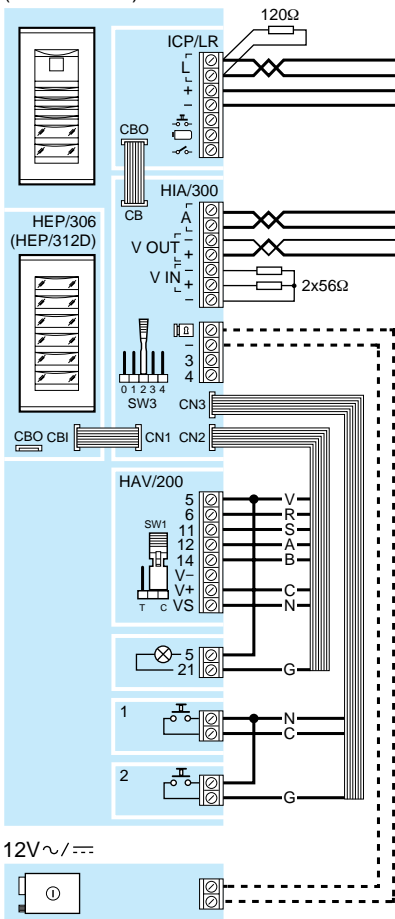 120Ω
ICP/LR
L
+
−
CBO
CB
HIA/300
A
−
V OUT
+
−
V IN
+
−
2x56Ω
HEP/306
(HEP/312D)
−
3
4
0 1 2 3 4
SW3
CN3
CBO CBI CN1 CN2
HAV/200
5 V
6 R
11 S
SW1
12 A
14 B
V−
V+ C
T C
VS N
5
21 G
1
N
C
2
G
12V~/⎓